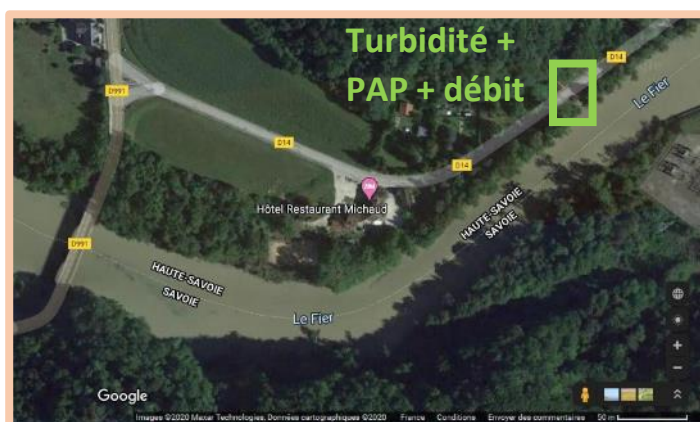 Turbidité +
PAP + débit
D14
D991
Le Fier
D14
D14
Hôtel Restaurant Michaud
HAUTE-SAVOIE
SAVOIE
D991
HAUTE-SAVOIE
SAVOIE
Le Fier
Google
Images ©2020 Maxar Technologies, Données cartographiques ©2020 France Conditions Envoyer des commentaires 50 m